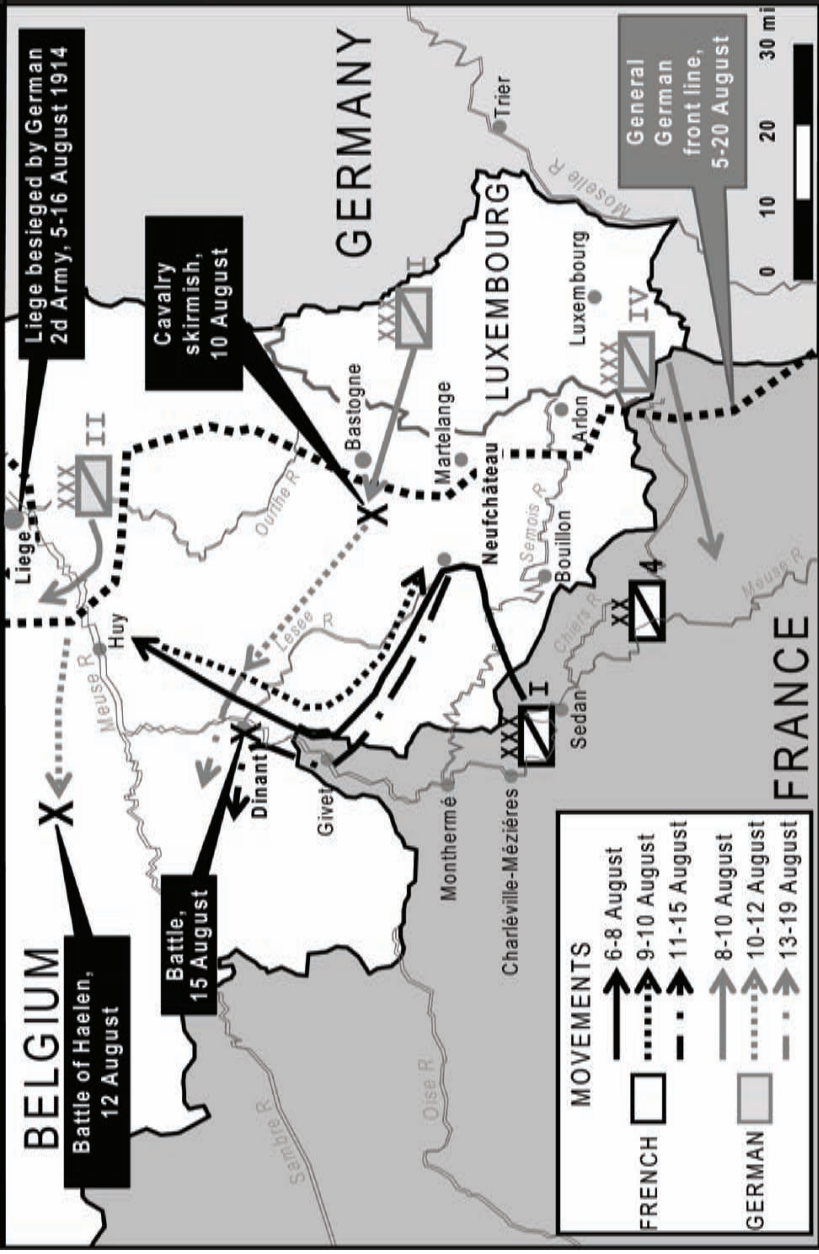 BELGIUM
Battle of Haelen,
12 August
Battle,
15 August
Liege besieged by German
2d Army, 5-16 August 1914
Cavalry
skirmish,
10 August
GERMANY
General
German
front line,
5-20 August
Liege
XXX
II
Huy
Meuse R
Ourthe R
Bastogne
XXX
I
Martelange
LUXEMBOURG
Trier
Moselle R
Luxembourg
XXX
IV
Arlon
Neufchâteau
Semois R
Bouillon
Lesse R
Dinant
Givet
Monthermé
Charléville-Mézières
XXX
I
Sedan
Chiers R
XX
4
Meuse R
FRANCE
Sambre R
Oise R
X
X
X
MOVEMENTS
FRENCH
6-8 August
9-10 August
11-15 August
GERMAN
8-10 August
10-12 August
13-19 August
0 10 20 30 mi